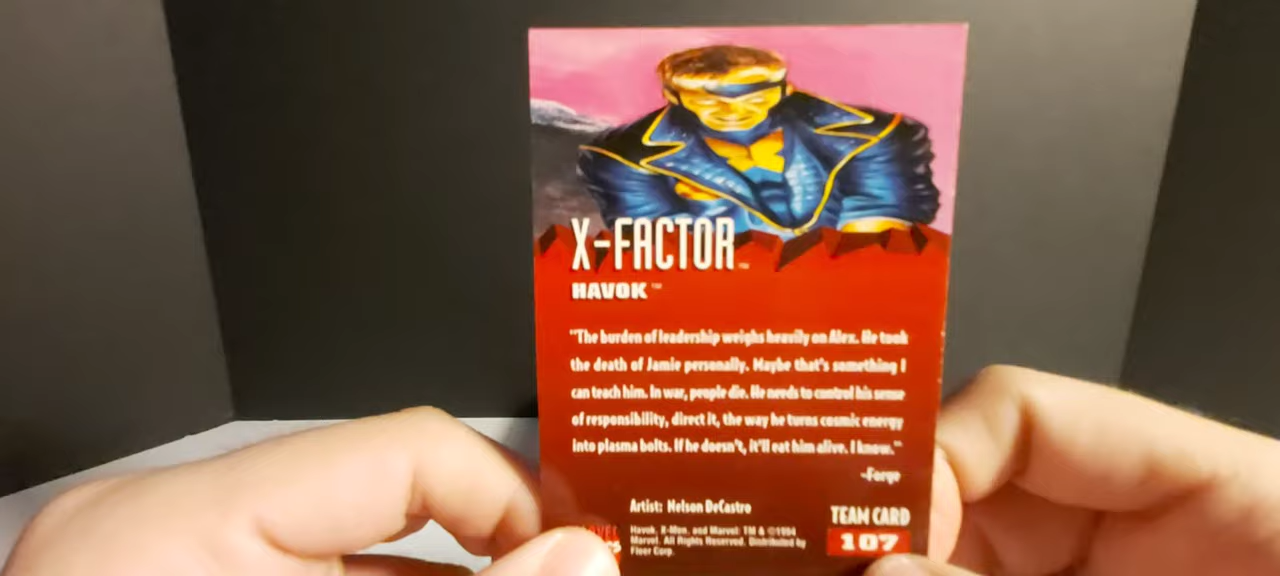 X-FACTOR™
HAVOK™
"The burden of leadership weighs heavily on Alex. He took
the death of Jamie personally. Maybe that's something I
can teach him. In war, people die. He needs to control his sense
of responsibility, direct it, the way he turns cosmic energy
into plasma bolts. If he doesn't, it'll eat him alive. I know."
-Forge
Artist: Nelson DeCastro
Havok, X-Men, and Marvel: TM & ©1994
Marvel. All Rights Reserved. Distributed by
Fleer Corp.
TEAM CARD
107